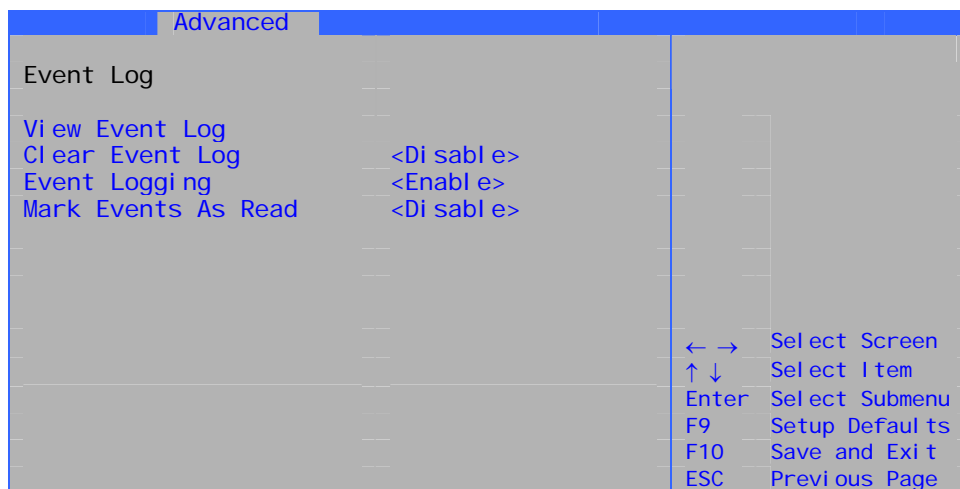 Advanced
Event Log
View Event Log
Clear Event Log <Disable>
Event Logging <Enable>
Mark Events As Read <Disable>
← → Select Screen
↑ ↓ Select Item
Enter Select Submenu
F9 Setup Defaults
F10 Save and Exit
ESC Previous Page